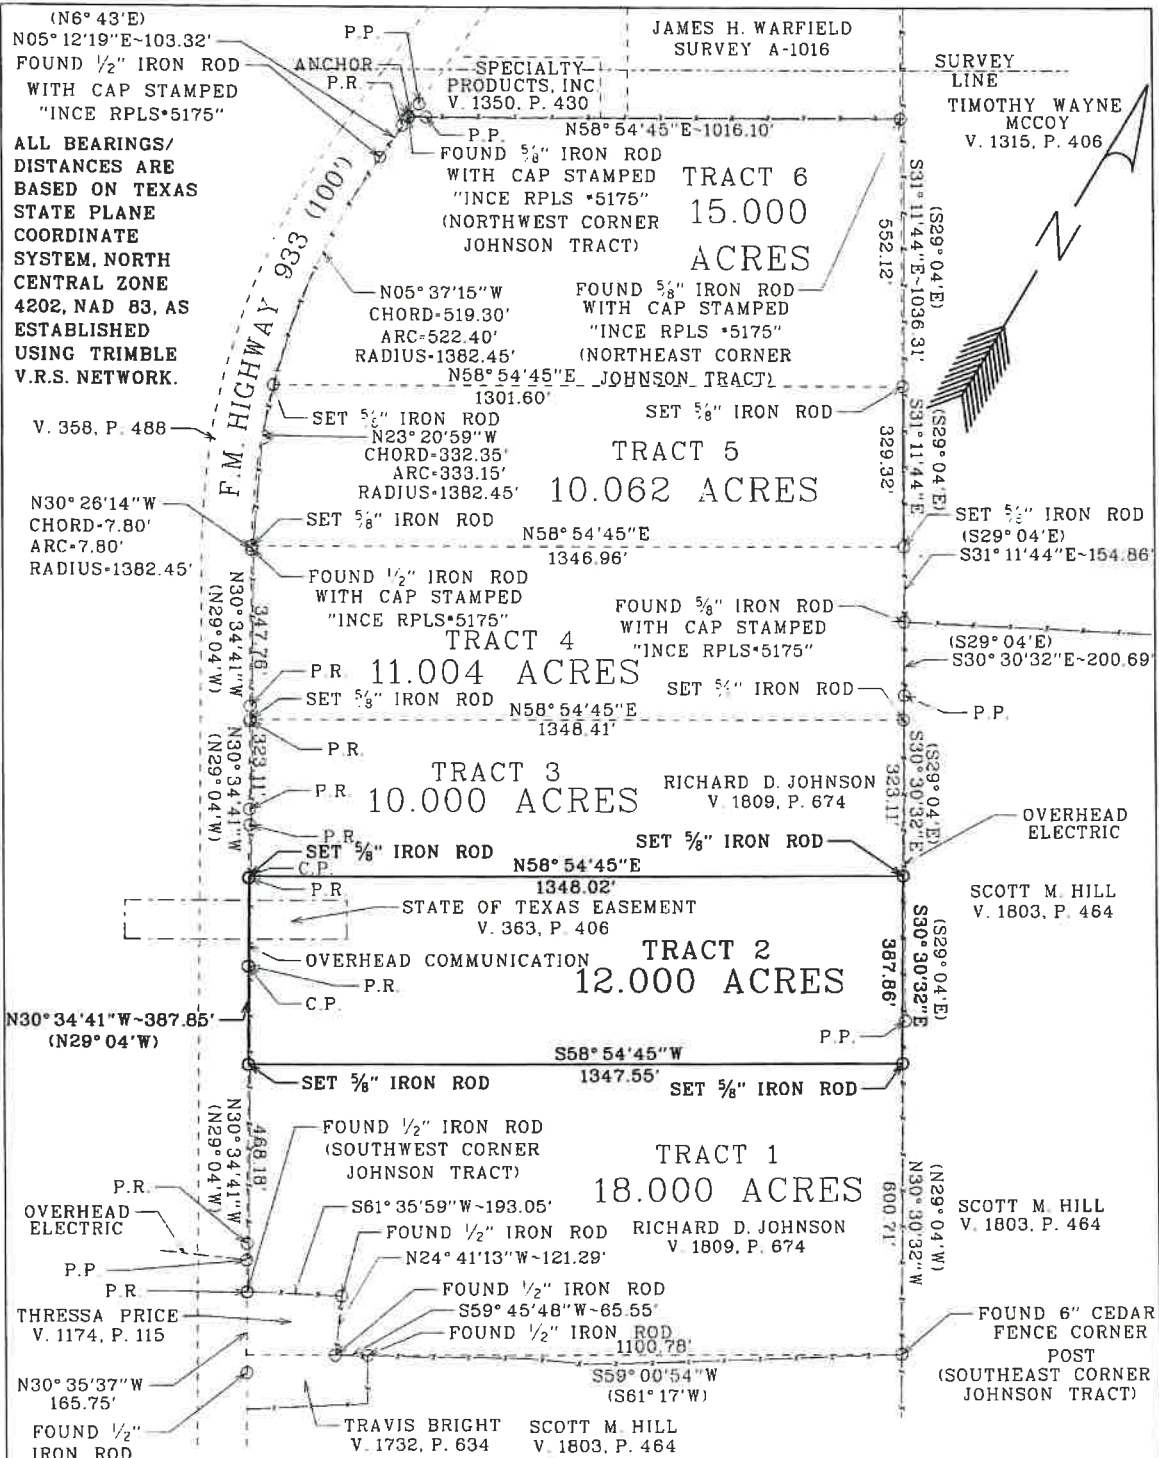 (N6° 43'E)
N05° 12'19"E~103.32'
FOUND 1/2" IRON ROD
WITH CAP STAMPED
"INCE RPLS•5175"
ALL BEARINGS/
DISTANCES ARE
BASED ON TEXAS
STATE PLANE
COORDINATE
SYSTEM, NORTH
CENTRAL ZONE
4202, NAD 83, AS
ESTABLISHED
USING TRIMBLE
V.R.S. NETWORK.
P.P.
ANCHOR
P.R.
SPECIALTY
PRODUCTS, INC
V. 1350, P. 430
JAMES H. WARFIELD
SURVEY A-1016
SURVEY
LINE
TIMOTHY WAYNE
MCCOY
V. 1315, P. 406
N
N58° 54'45"E~1016.10'
P.P.
FOUND 5/8" IRON ROD
WITH CAP STAMPED
"INCE RPLS •5175"
(NORTHWEST CORNER
JOHNSON TRACT)
TRACT 6
15.000
ACRES
(S29° 04'E)
S31° 11'44"E~1036.31'
552.12'
F.M. HIGHWAY 933 (100')
N05° 37'15"W
CHORD=519.30'
ARC=522.40'
RADIUS=1382.45'
FOUND 5/8" IRON ROD
WITH CAP STAMPED
"INCE RPLS •5175"
(NORTHEAST CORNER
JOHNSON TRACT)
N58° 54'45"E
1301.60'
SET 5/8" IRON ROD
SET 5/8" IRON ROD
V. 358, P. 488
N23° 20'59"W
CHORD=332.35'
ARC=333.15'
RADIUS=1382.45'
TRACT 5
10.062 ACRES
(S29° 04'E)
S31° 11'44"E
329.32'
N30° 26'14"W
CHORD=7.80'
ARC=7.80'
RADIUS=1382.45'
SET 5/8" IRON ROD
N58° 54'45"E
1346.96'
SET 5/8" IRON ROD
(S29° 04'E)
S31° 11'44"E~154.86'
FOUND 1/2" IRON ROD
WITH CAP STAMPED
"INCE RPLS•5175"
FOUND 5/8" IRON ROD
WITH CAP STAMPED
"INCE RPLS•5175"
347.76'
N30° 34'41"W
(N29° 04'W)
TRACT 4
11.004 ACRES
(S29° 04'E)
S30° 30'32"E~200.69'
P.R.
SET 5/8" IRON ROD
SET 5/8" IRON ROD
P.P.
N58° 54'45"E
1348.41'
P.R.
323.11'
N30° 34'41"W
(N29° 04'W)
TRACT 3
10.000 ACRES
P.R.
P.R.
RICHARD D. JOHNSON
V. 1809, P. 674
(S29° 04'E)
S30° 30'32"E
323.11'
OVERHEAD
ELECTRIC
SET 5/8" IRON ROD
SET 5/8" IRON ROD
C.P.
P.R.
N58° 54'45"E
1348.02'
SCOTT M. HILL
V. 1803, P. 464
STATE OF TEXAS EASEMENT
V. 363, P. 406
OVERHEAD COMMUNICATION
P.R.
C.P.
TRACT 2
12.000 ACRES
(S29° 04'E)
S30° 30'32"E
387.86'
P.P.
N30° 34'41"W~387.85'
(N29° 04'W)
S58° 54'45"W
1347.55'
SET 5/8" IRON ROD
SET 5/8" IRON ROD
468.18'
N30° 34'41"W
(N29° 04'W)
FOUND 1/2" IRON ROD
(SOUTHWEST CORNER
JOHNSON TRACT)
TRACT 1
18.000 ACRES
RICHARD D. JOHNSON
V. 1809, P. 674
(N29° 04'W)
N30° 30'32"W
600.71'
SCOTT M. HILL
V. 1803, P. 464
P.R.
OVERHEAD
ELECTRIC
P.P.
P.R.
S61° 35'59"W~193.05'
FOUND 1/2" IRON ROD
N24° 41'13"W~121.29'
THRESSA PRICE
V. 1174, P. 115
FOUND 1/2" IRON ROD
S59° 45'48"W~65.55'
FOUND 1/2" IRON ROD
1100.78'
S59° 00'54"W
(S61° 17'W)
FOUND 6" CEDAR
FENCE CORNER
POST
(SOUTHEAST CORNER
JOHNSON TRACT)
N30° 35'37"W
165.75'
FOUND 1/2"
IRON ROD
TRAVIS BRIGHT
V. 1732, P. 634
SCOTT M. HILL
V. 1803, P. 464